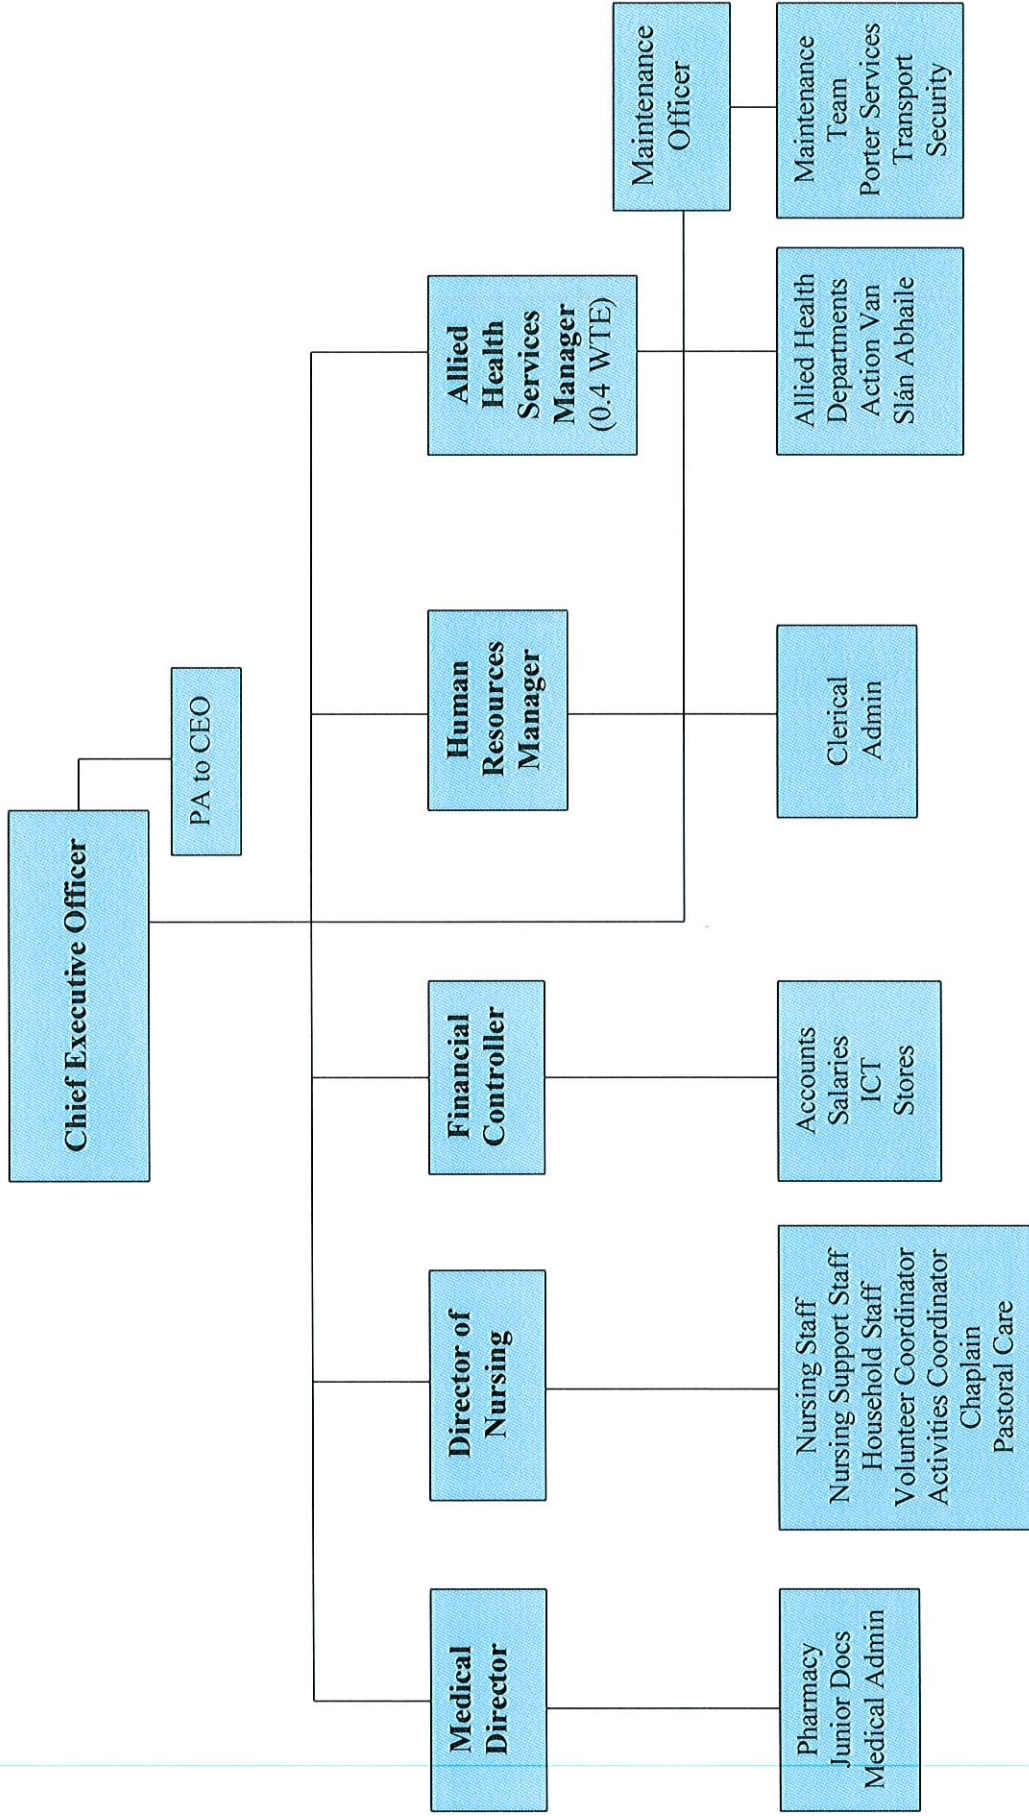 Chief Executive Officer
PA to CEO
Medical
Director
Director of
Nursing
Financial
Controller
Human
Resources
Manager
Allied
Health
Services
Manager
(0.4 WTE)
Maintenance
Officer
Pharmacy
Junior Docs
Medical Admin
Nursing Staff
Nursing Support Staff
Household Staff
Volunteer Coordinator
Activities Coordinator
Chaplain
Pastoral Care
Accounts
Salaries
ICT
Stores
Clerical
Admin
Allied Health
Departments
Action Van
Slán Abhaile
Maintenance
Team
Porter Services
Transport
Security